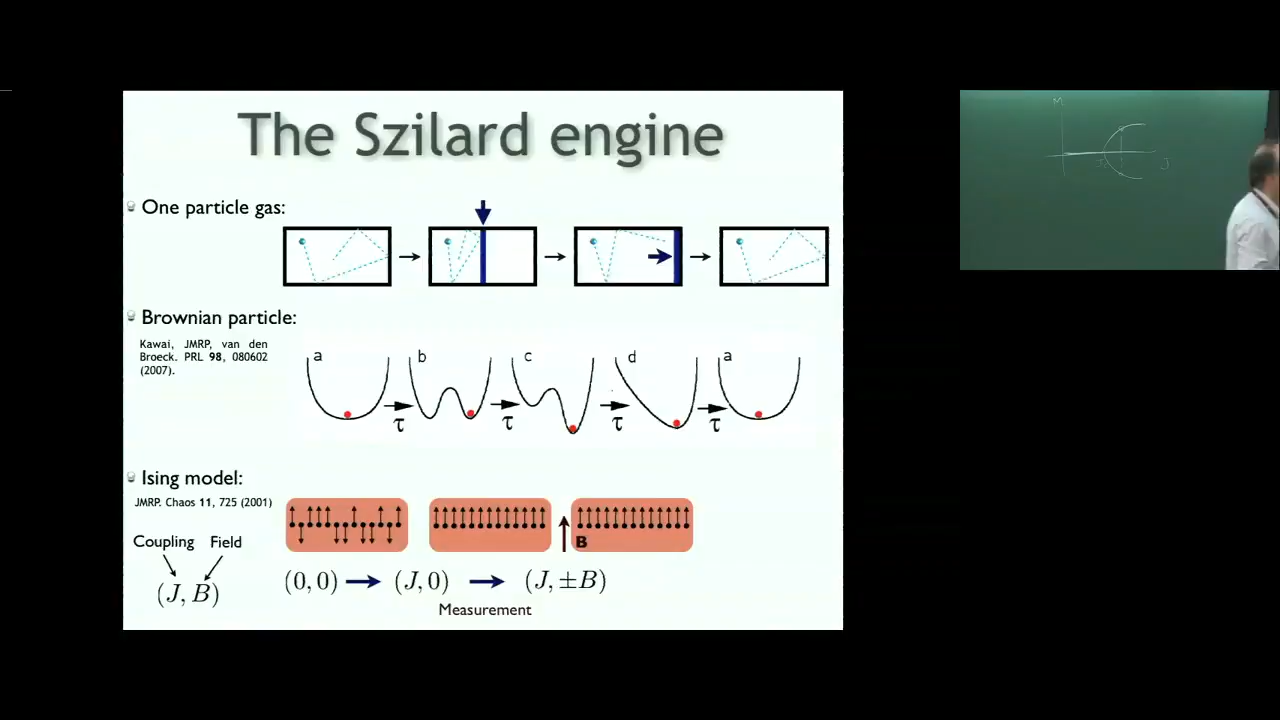 The Szilard engine
One particle gas:
Brownian particle:
Kawai, JMRP, van den
Broeck. PRL 98, 080602
(2007).
a b c d a
τ τ τ τ
Ising model:
JMRP. Chaos 11, 725 (2001)
B
Coupling Field
(J, B)
(0, 0) (J, 0) (J, ±B)
Measurement
M
J